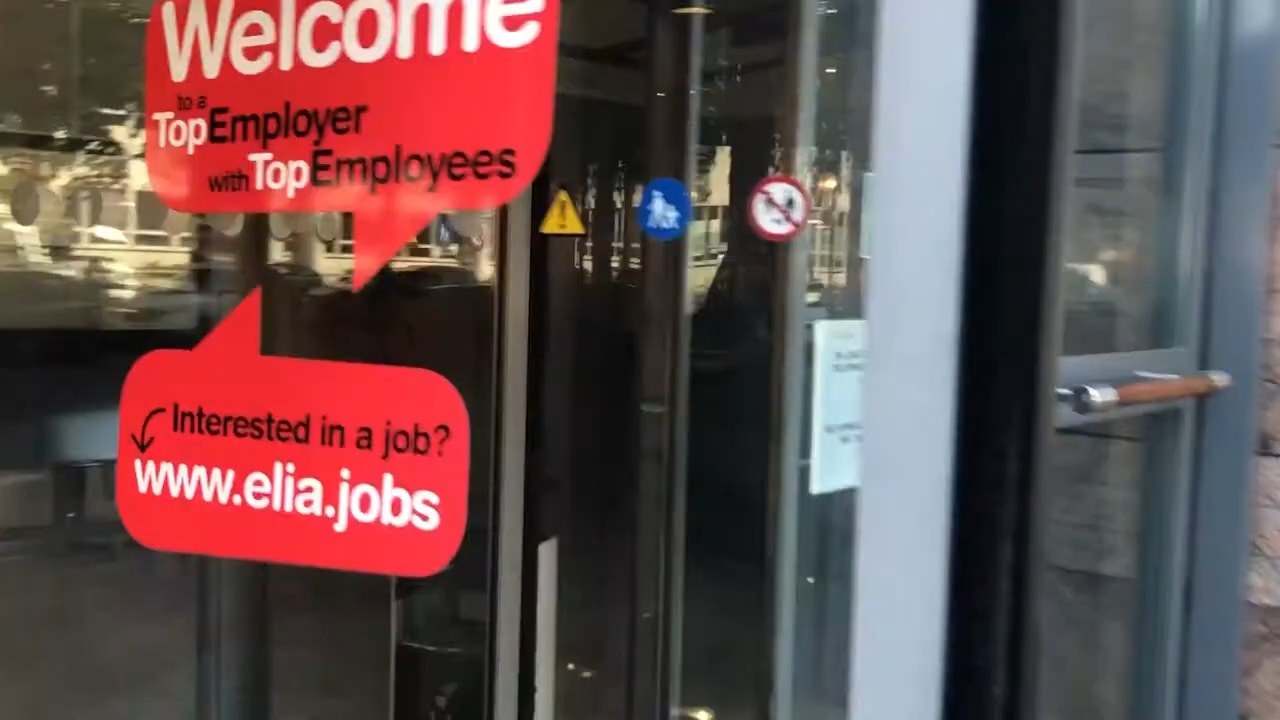 Welcome
to a
TopEmployer
with TopEmployees
Interested in a job?
www.elia.jobs